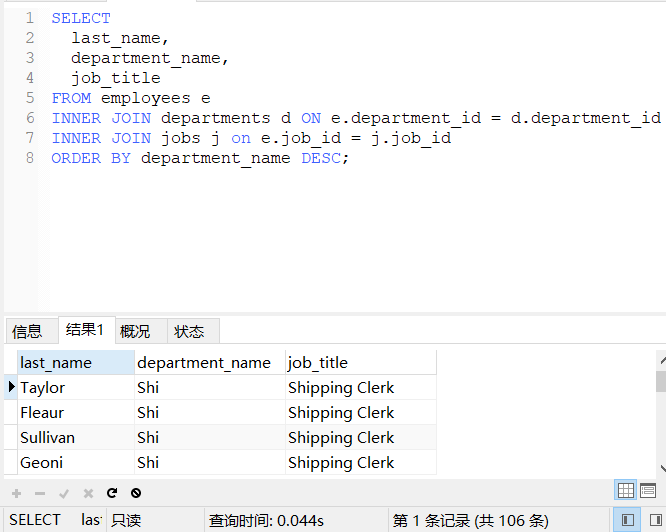 1 SELECT
2 last_name,
3 department_name,
4 job_title
5 FROM employees e
6 INNER JOIN departments d ON e.department_id = d.department_id
7 INNER JOIN jobs j on e.job_id = j.job_id
8 ORDER BY department_name DESC;
信息 结果1 概况 状态
last_name department_name job_title
Taylor Shi Shipping Clerk
Fleaur Shi Shipping Clerk
Sullivan Shi Shipping Clerk
Geoni Shi Shipping Clerk
SELECT las 只读 查询时间: 0.044s 第 1 条记录 (共 106 条)